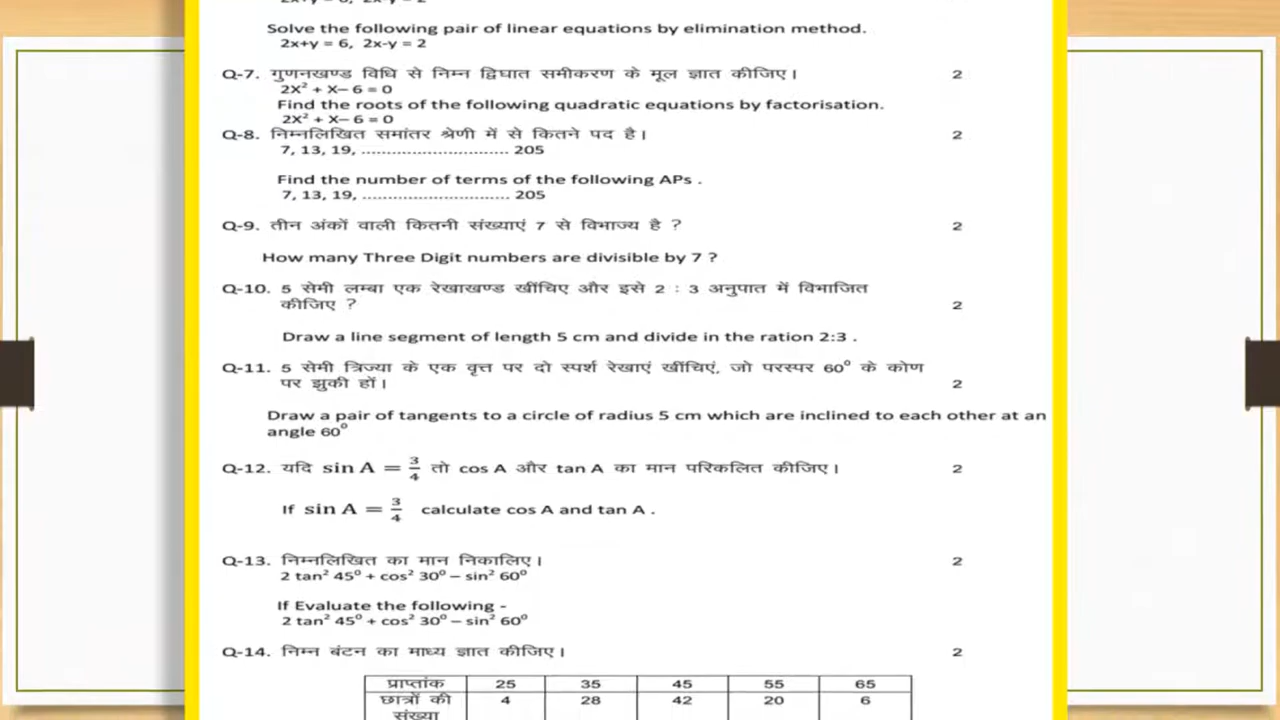 Solve the following pair of linear equations by elimination method.
2x+y = 6, 2x-y = 2
Q-7. गुणनखण्ड विधि से निम्न द्विघात समीकरण के मूल ज्ञात कीजिए। 2
2X² + X– 6 = 0
Find the roots of the following quadratic equations by factorisation.
2X² + X– 6 = 0
Q-8. निम्नलिखित समांतर श्रेणी में से कितने पद है। 2
7, 13, 19, ............................ 205
Find the number of terms of the following APs .
7, 13, 19, ............................ 205
Q-9. तीन अंकों वाली कितनी संख्याएं 7 से विभाज्य है ? 2
How many Three Digit numbers are divisible by 7 ?
Q-10. 5 सेमी लम्बा एक रेखाखण्ड खींचिए और इसे 2 : 3 अनुपात में विभाजित
कीजिए ? 2
Draw a line segment of length 5 cm and divide in the ration 2:3 .
Q-11. 5 सेमी त्रिज्या के एक वृत्त पर दो स्पर्श रेखाएं खींचिएं, जो परस्पर 60⁰ के कोण
पर झुकी हों। 2
Draw a pair of tangents to a circle of radius 5 cm which are inclined to each other at an
angle 60⁰
Q-12. यदि sin A = 3/4 तो cos A और tan A का मान परिकलित कीजिए। 2
If sin A = 3/4 calculate cos A and tan A .
Q-13. निम्नलिखित का मान निकालिए। 2
2 tan² 45⁰ + cos² 30⁰ – sin² 60⁰
If Evaluate the following -
2 tan² 45⁰ + cos² 30⁰ – sin² 60⁰
Q-14. निम्न बंटन का माध्य ज्ञात कीजिए। 2
प्राप्तांक 25 35 45 55 65
छात्रों की 4 28 42 20 6
संख्या